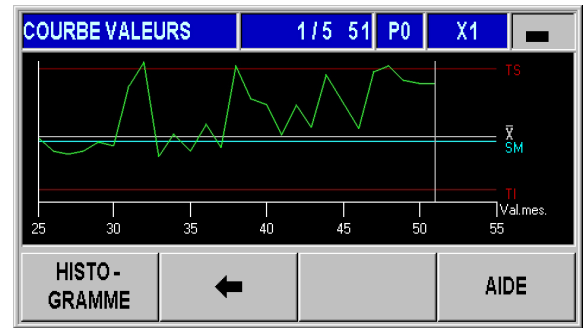 COURBE VALEURS 1/5 51 P0 X1
TS
X̅
SM
TI
Val.mes.
25 30 35 40 45 50 55
HISTO-
GRAMME
AIDE